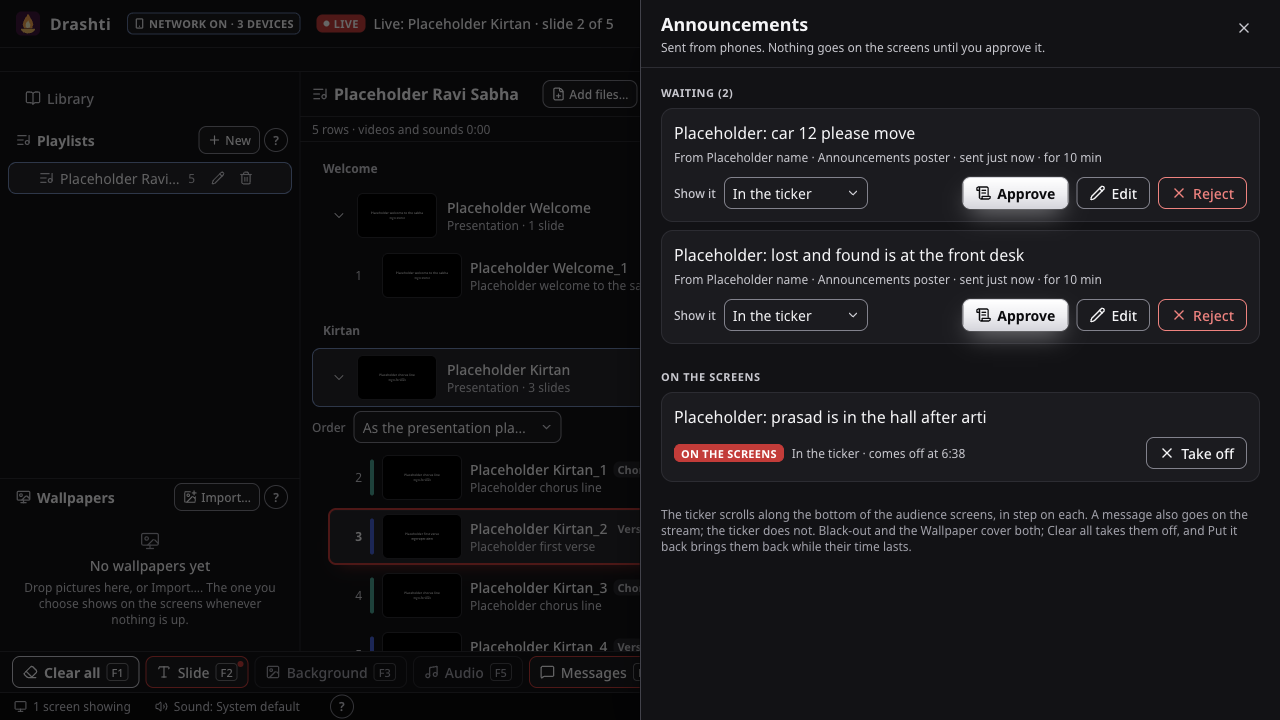 Drashti
NETWORK ON · 3 DEVICES
LIVE
Live: Placeholder Kirtan · slide 2 of 5
Library
Playlists
New
?
Placeholder Ravi... 5
Wallpapers
Import...
?
No wallpapers yet
Drop pictures here, or Import.... The one you
choose shows on the screens whenever
nothing is up.
Placeholder Ravi Sabha
Add files...
5 rows · videos and sounds 0:00
Welcome
Placeholder Welcome
Presentation · 1 slide
1
Placeholder Welcome_1
Placeholder welcome to the sa
Kirtan
Placeholder Kirtan
Presentation · 3 slides
Order
As the presentation pla...
2
Placeholder Kirtan_1
Placeholder chorus line
3
Placeholder Kirtan_2
Placeholder first verse
4
Placeholder Kirtan_3
Placeholder chorus line
Placeholder Kirtan_4
Clear all F1
Slide F2
Background F3
Audio F5
Messages
1 screen showing
Sound: System default
?
Announcements
Sent from phones. Nothing goes on the screens until you approve it.
WAITING (2)
Placeholder: car 12 please move
From Placeholder name · Announcements poster · sent just now · for 10 min
Show it
In the ticker
Approve
Edit
Reject
Placeholder: lost and found is at the front desk
From Placeholder name · Announcements poster · sent just now · for 10 min
Show it
In the ticker
Approve
Edit
Reject
ON THE SCREENS
Placeholder: prasad is in the hall after arti
ON THE SCREENS
In the ticker · comes off at 6:38
Take off
The ticker scrolls along the bottom of the audience screens, in step on each. A message also goes on the
stream; the ticker does not. Black-out and the Wallpaper cover both; Clear all takes them off, and Put it
back brings them back while their time lasts.